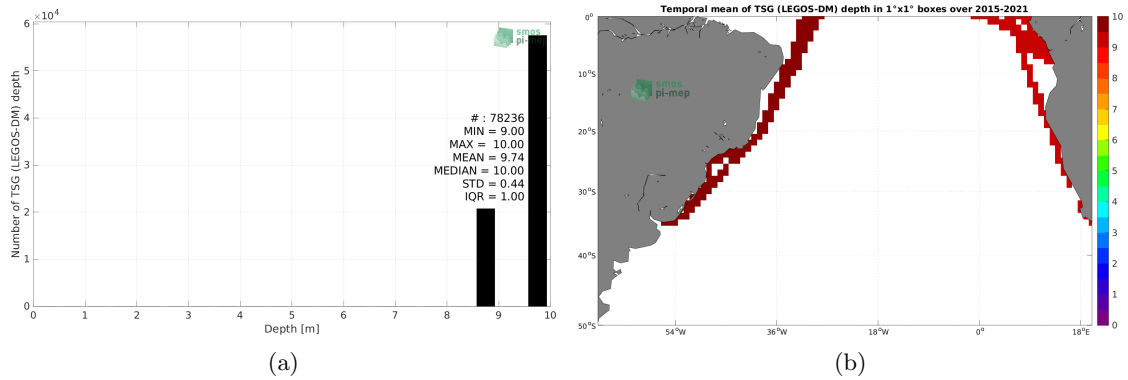 ×10⁴
6
5
4
3
2
1
0
Number of TSG (LEGOS-DM) depth
smos
pi-mep
# : 78236
MIN = 9.00
MAX = 10.00
MEAN = 9.74
MEDIAN = 10.00
STD = 0.44
IQR = 1.00
0 1 2 3 4 5 6 7 8 9 10
Depth [m]
(a)
Temporal mean of TSG (LEGOS-DM) depth in 1°x1° boxes over 2015-2021
0°
10°S
20°S
30°S
40°S
50°S
smos
pi-mep
54°W 36°W 18°W 0° 18°E
10
9
8
7
6
5
4
3
2
1
0
(b)